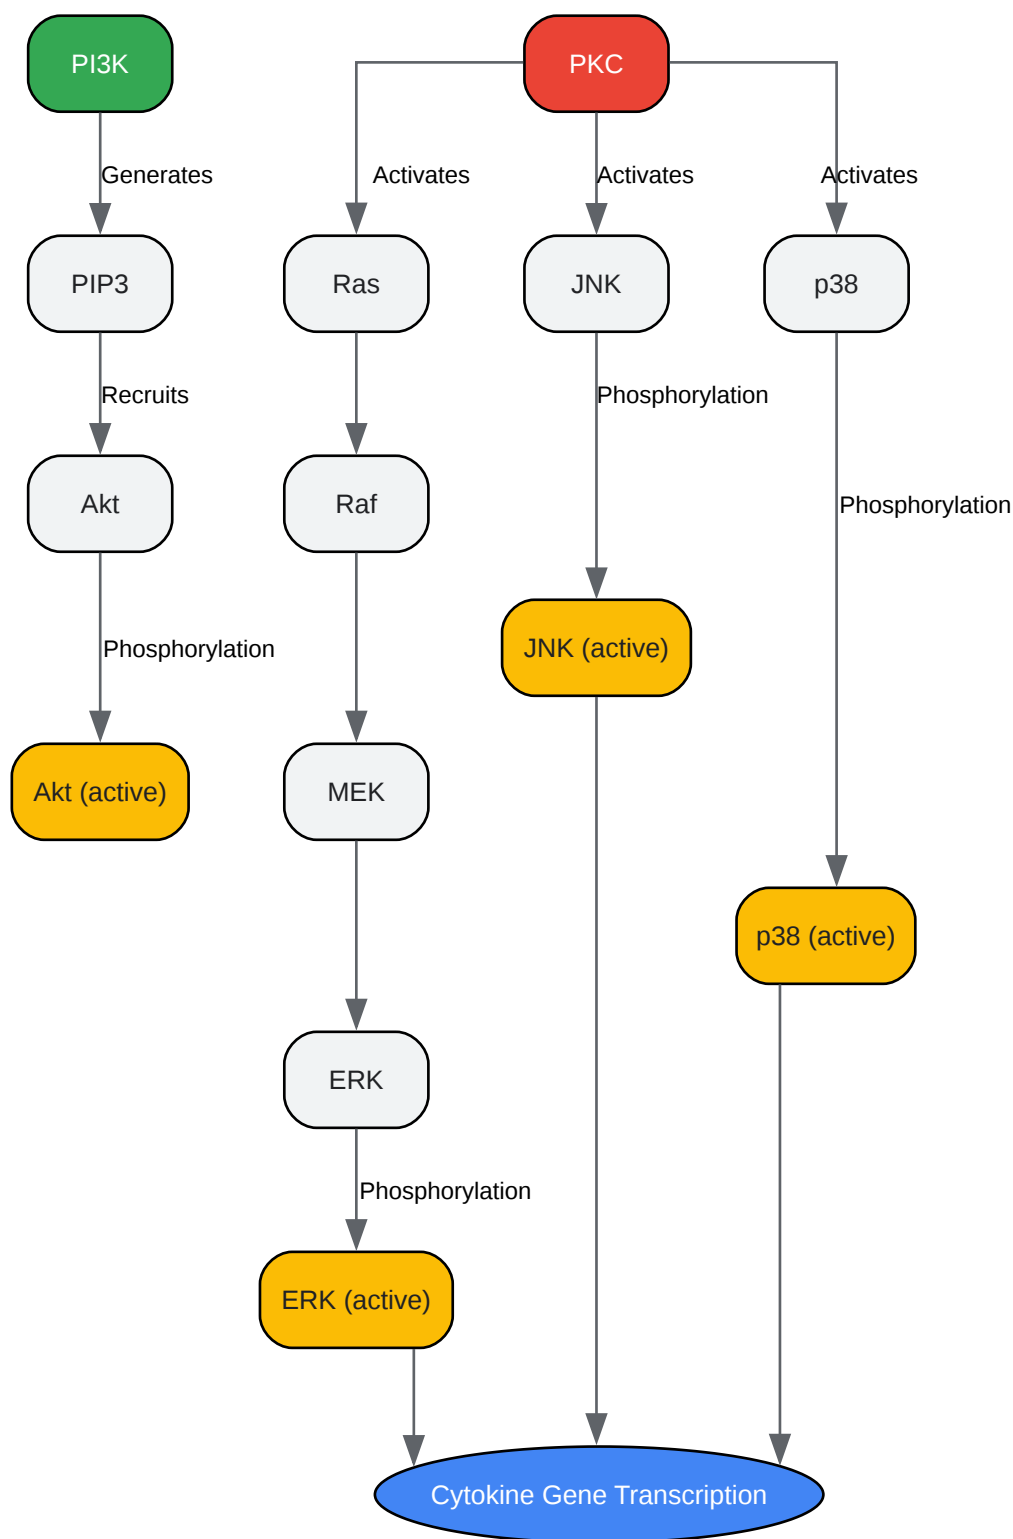 PI3K
PKC
Generates
Activates
Activates
Activates
PIP3
Ras
JNK
p38
Recruits
Phosphorylation
Akt
Raf
Phosphorylation
Phosphorylation
JNK (active)
Akt (active)
MEK
p38 (active)
ERK
Phosphorylation
ERK (active)
Cytokine Gene Transcription